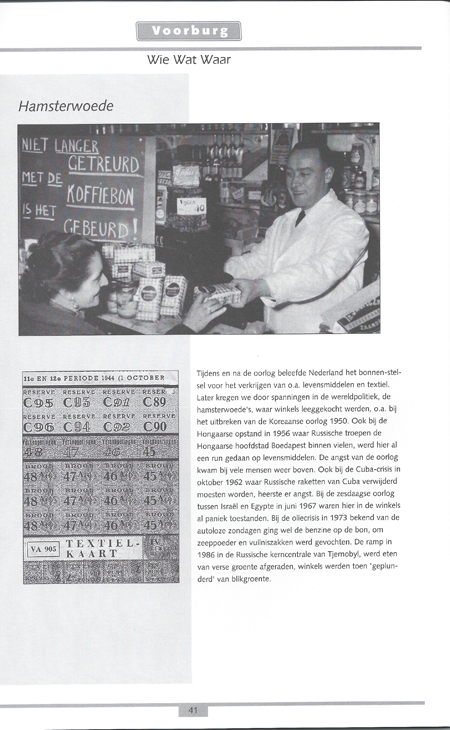 Voorburg
Wie Wat Waar
Hamsterwoede
NIET LANGER
GETREURD
MET DE
KOFFIEBON
IS HET
GEBEURD!
11e EN 12e PERIODE 1944 (1 OCTOBER
RESERVE RESERVE RESERVE RESER
C95 C93 C91 C89
RESERVE RESERVE RESERVE RESERV
C96 C94 C92 C90
48 47 46 45
BROOD BROOD BROOD BROOD
48 47 46 45
BROOD BROOD BROOD BROOD
48 47 46 45
BROOD BROOD BROOD BROOD
48 47 46 45
VA 905 TEXTIEL-
KAART
Tijdens en na de oorlog beleefde Nederland het bonnen-stel-
sel voor het verkrijgen van o.a. levensmiddelen en textiel.
Later kregen we door spanningen in de wereldpolitiek, de
hamsterwoede's, waar winkels leeggekocht werden, o.a. bij
het uitbreken van de Koreaanse oorlog 1950. Ook bij de
Hongaarse opstand in 1956 waar Russische troepen de
Hongaarse hoofdstad Boedapest binnen vielen, werd hier al
een run gedaan op levensmiddelen. De angst van de oorlog
kwam bij vele mensen weer boven. Ook bij de Cuba-crisis in
oktober 1962 waar Russische raketten van Cuba verwijderd
moesten worden, heerste er angst. Bij de zesdaagse oorlog
tussen Israël en Egypte in juni 1967 waren hier in de winkels
al paniek toestanden. Bij de oliecrisis in 1973 bekend van de
autoloze zondagen ging wel de benzine op de bon, om
zeeppoeder en vuilniszakken werd gevochten. De ramp in
1986 in de Russische kerncentrale van Tjernobyl, werd eten
van verse groente afgeraden, winkels werden toen 'geplun-
derd' van blikgroente.
41